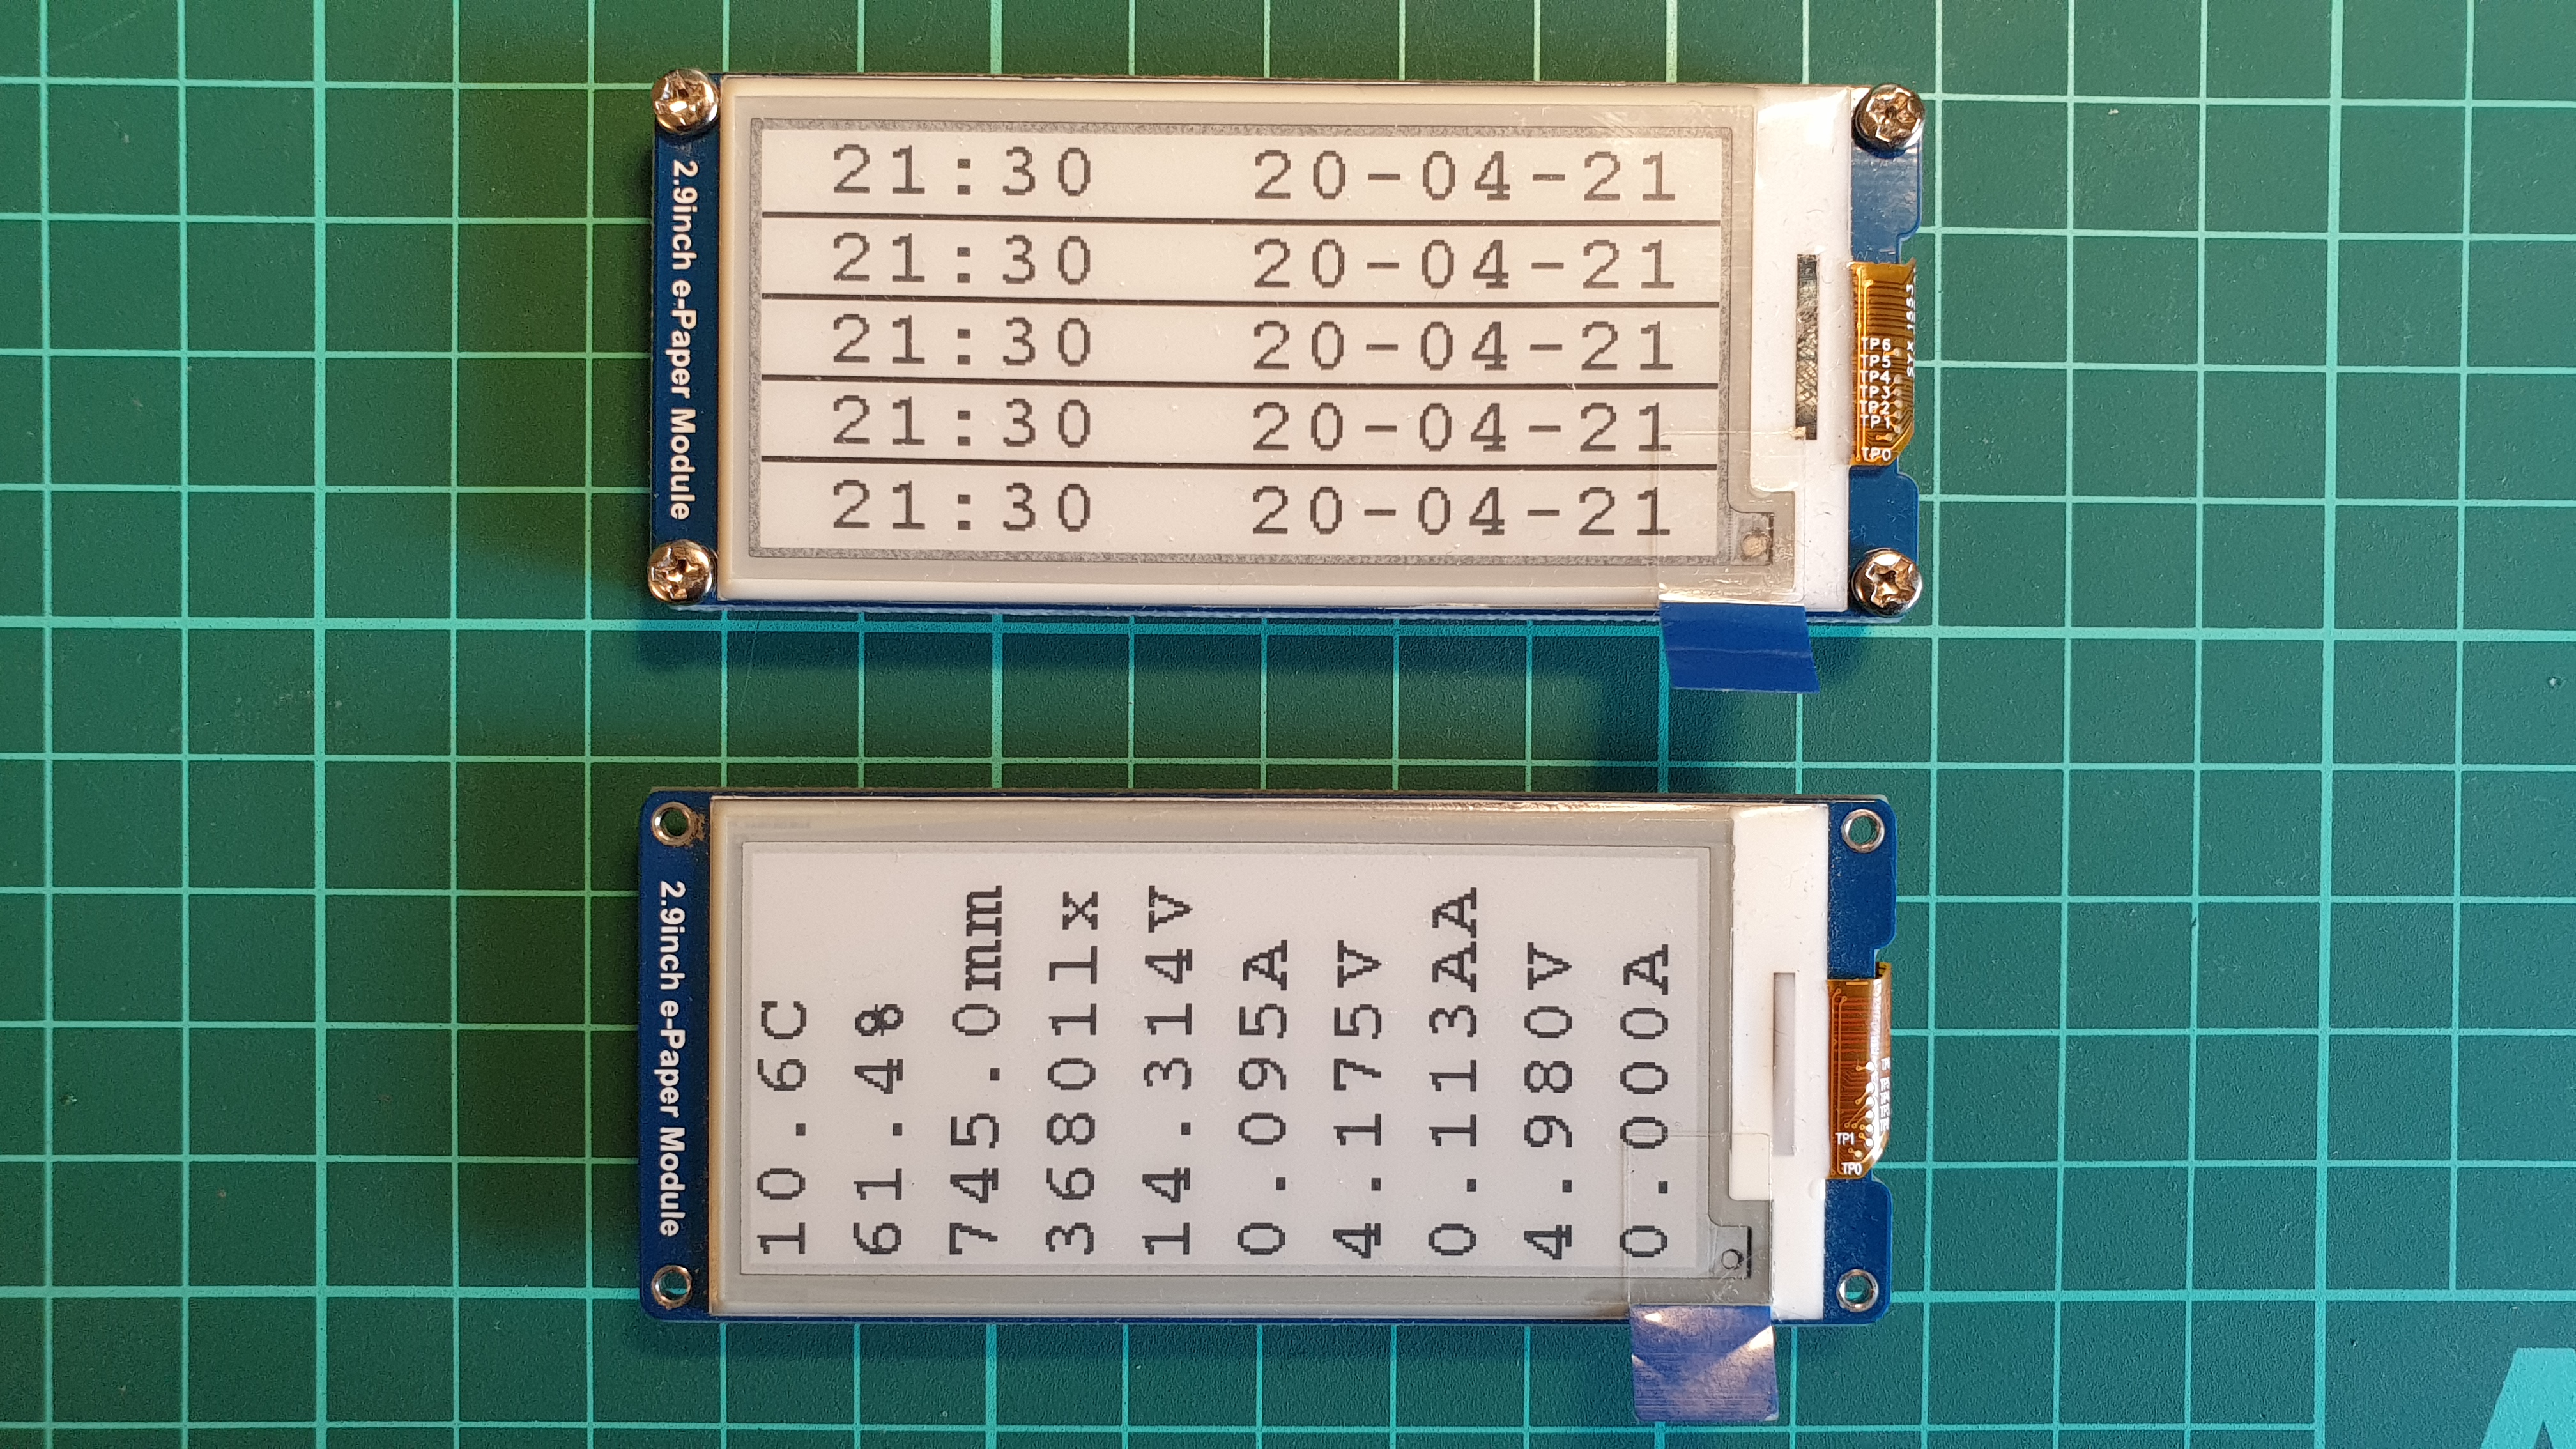 2.9inch e-Paper Module
21:30 20-04-21
21:30 20-04-21
21:30 20-04-21
21:30 20-04-21
21:30 20-04-21
TP6
TP5
TP4
TP3
TP2
TP1
TP0
2.9inch e-Paper Module
10.6C
61.4%
745.0mm
36801lx
14.314V
0.095A
4.175V
0.113AA
4.980V
0.000A
TP1
TP0